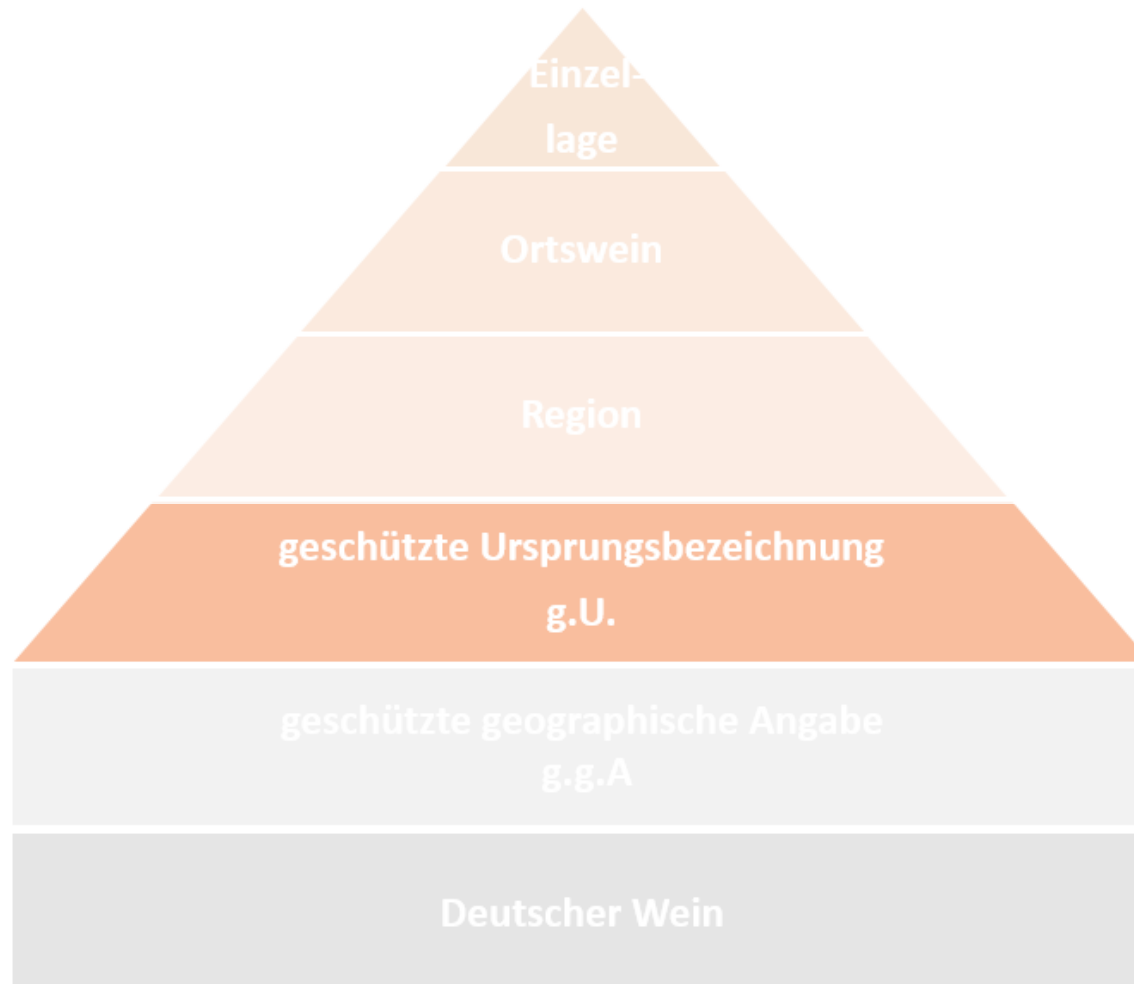 Einzel-
lage
Ortswein
Region
geschützte Ursprungsbezeichnung
g.U.
geschützte geographische Angabe
g.g.A
Deutscher Wein